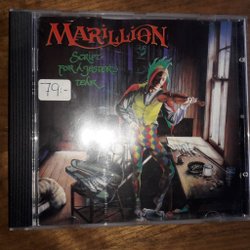 MARILLION
SCRIPT
FOR A JESTER'S
TEAR
79:-